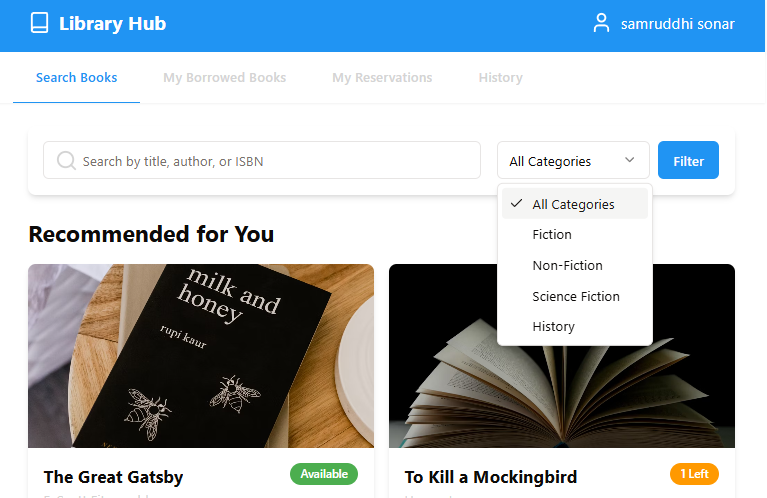 Library Hub
samruddhi sonar
Search Books
My Borrowed Books
My Reservations
History
Search by title, author, or ISBN
All Categories
Filter
All Categories
Fiction
Non-Fiction
Science Fiction
History
Recommended for You
milk and
honey
rupi kaur
The Great Gatsby
Available
To Kill a Mockingbird
1 Left